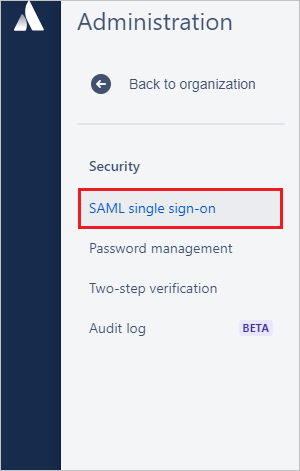 Administration
Back to organization
Security
SAML single sign-on
Password management
Two-step verification
Audit log BETA